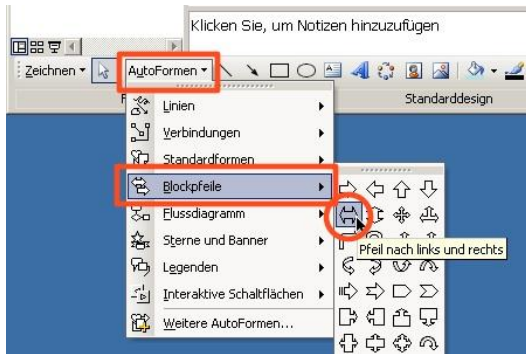 Klicken Sie, um Notizen hinzuzufügen
Zeichnen
AutoFormen
F
Standarddesign
Linien
Verbindungen
Standardformen
Blockpfeile
Flussdiagramm
Sterne und Banner
Pfeil nach links und rechts
Legenden
Interaktive Schaltflächen
Weitere AutoFormen...